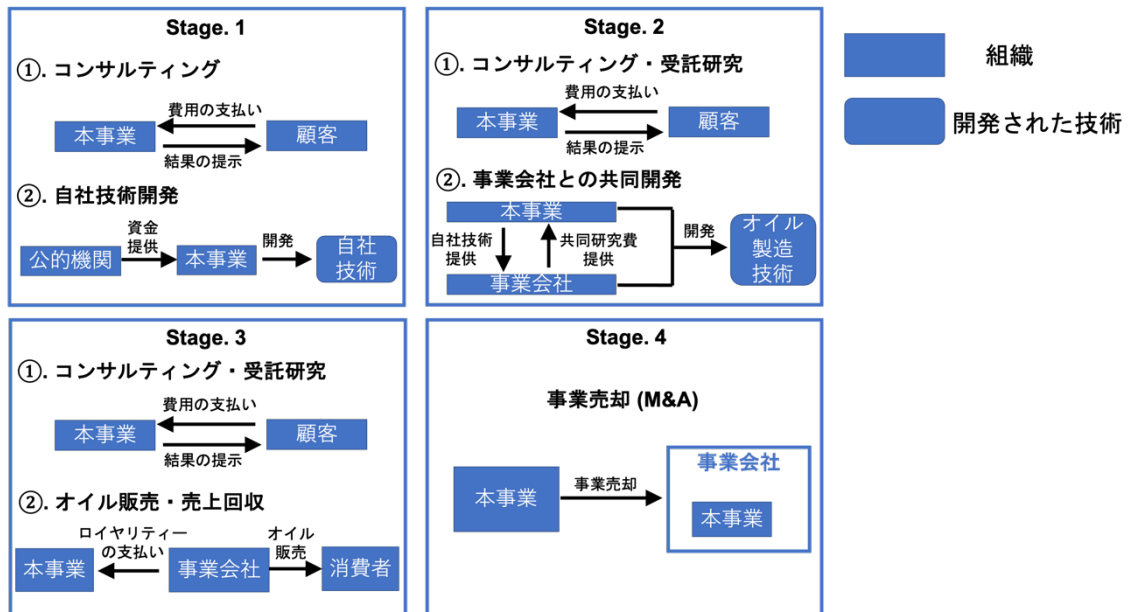 Stage. 1
①. コンサルティング
費用の支払い
本事業
顧客
結果の提示
②. 自社技術開発
資金
提供
開発
公的機関
本事業
自社
技術
Stage. 2
①. コンサルティング・受託研究
費用の支払い
本事業
顧客
結果の提示
②. 事業会社との共同開発
本事業
自社技術
提供
共同研究費
提供
事業会社
開発
オイル
製造
技術
組織
開発された技術
Stage. 3
①. コンサルティング・受託研究
費用の支払い
本事業
顧客
結果の提示
②. オイル販売・売上回収
ロイヤリティー
の支払い
オイル
販売
本事業
事業会社
消費者
Stage. 4
事業売却 (M&A)
事業会社
本事業
事業売却
本事業